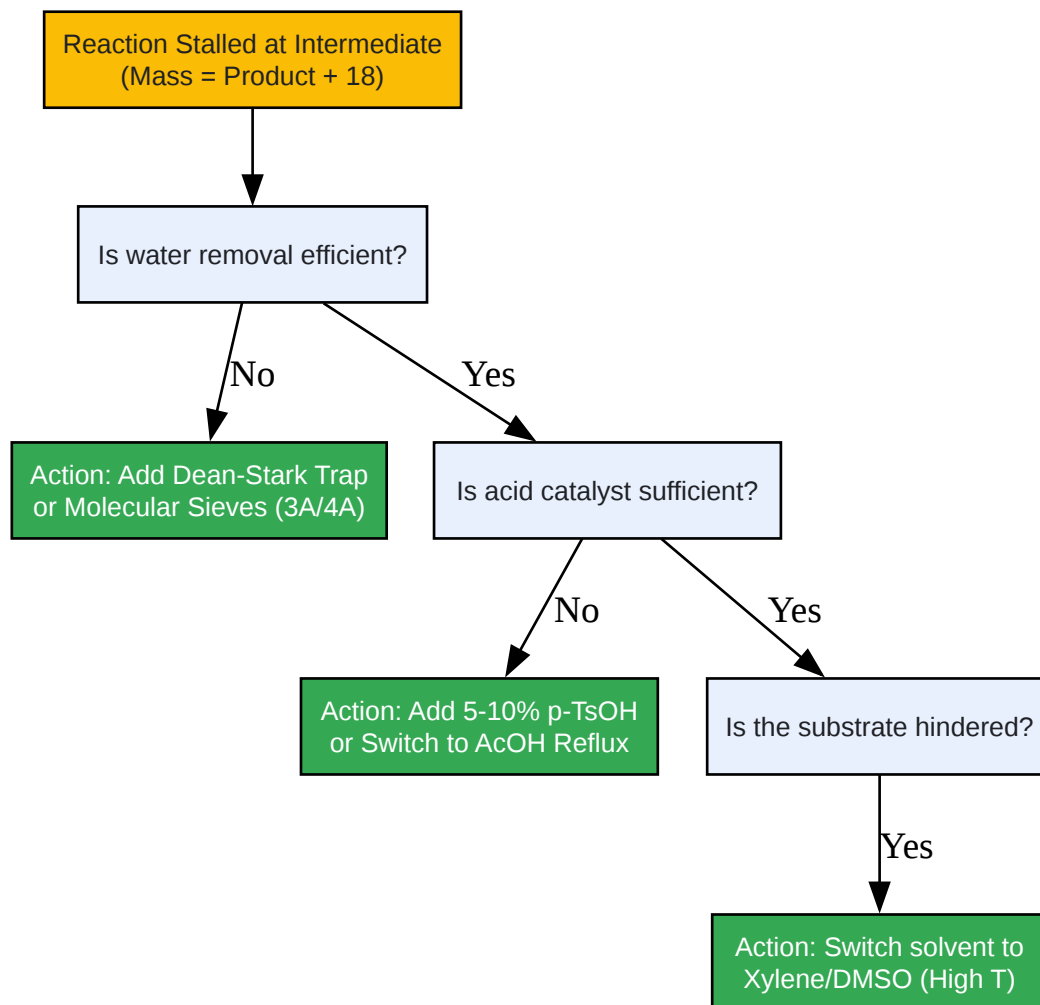 Reaction Stalled at Intermediate
(Mass = Product + 18)
Is water removal efficient?
No
Yes
Action: Add Dean-Stark Trap
or Molecular Sieves (3A/4A)
Is acid catalyst sufficient?
No
Yes
Action: Add 5-10% p-TsOH
or Switch to AcOH Reflux
Is the substrate hindered?
Yes
Action: Switch solvent to
Xylene/DMSO (High T)